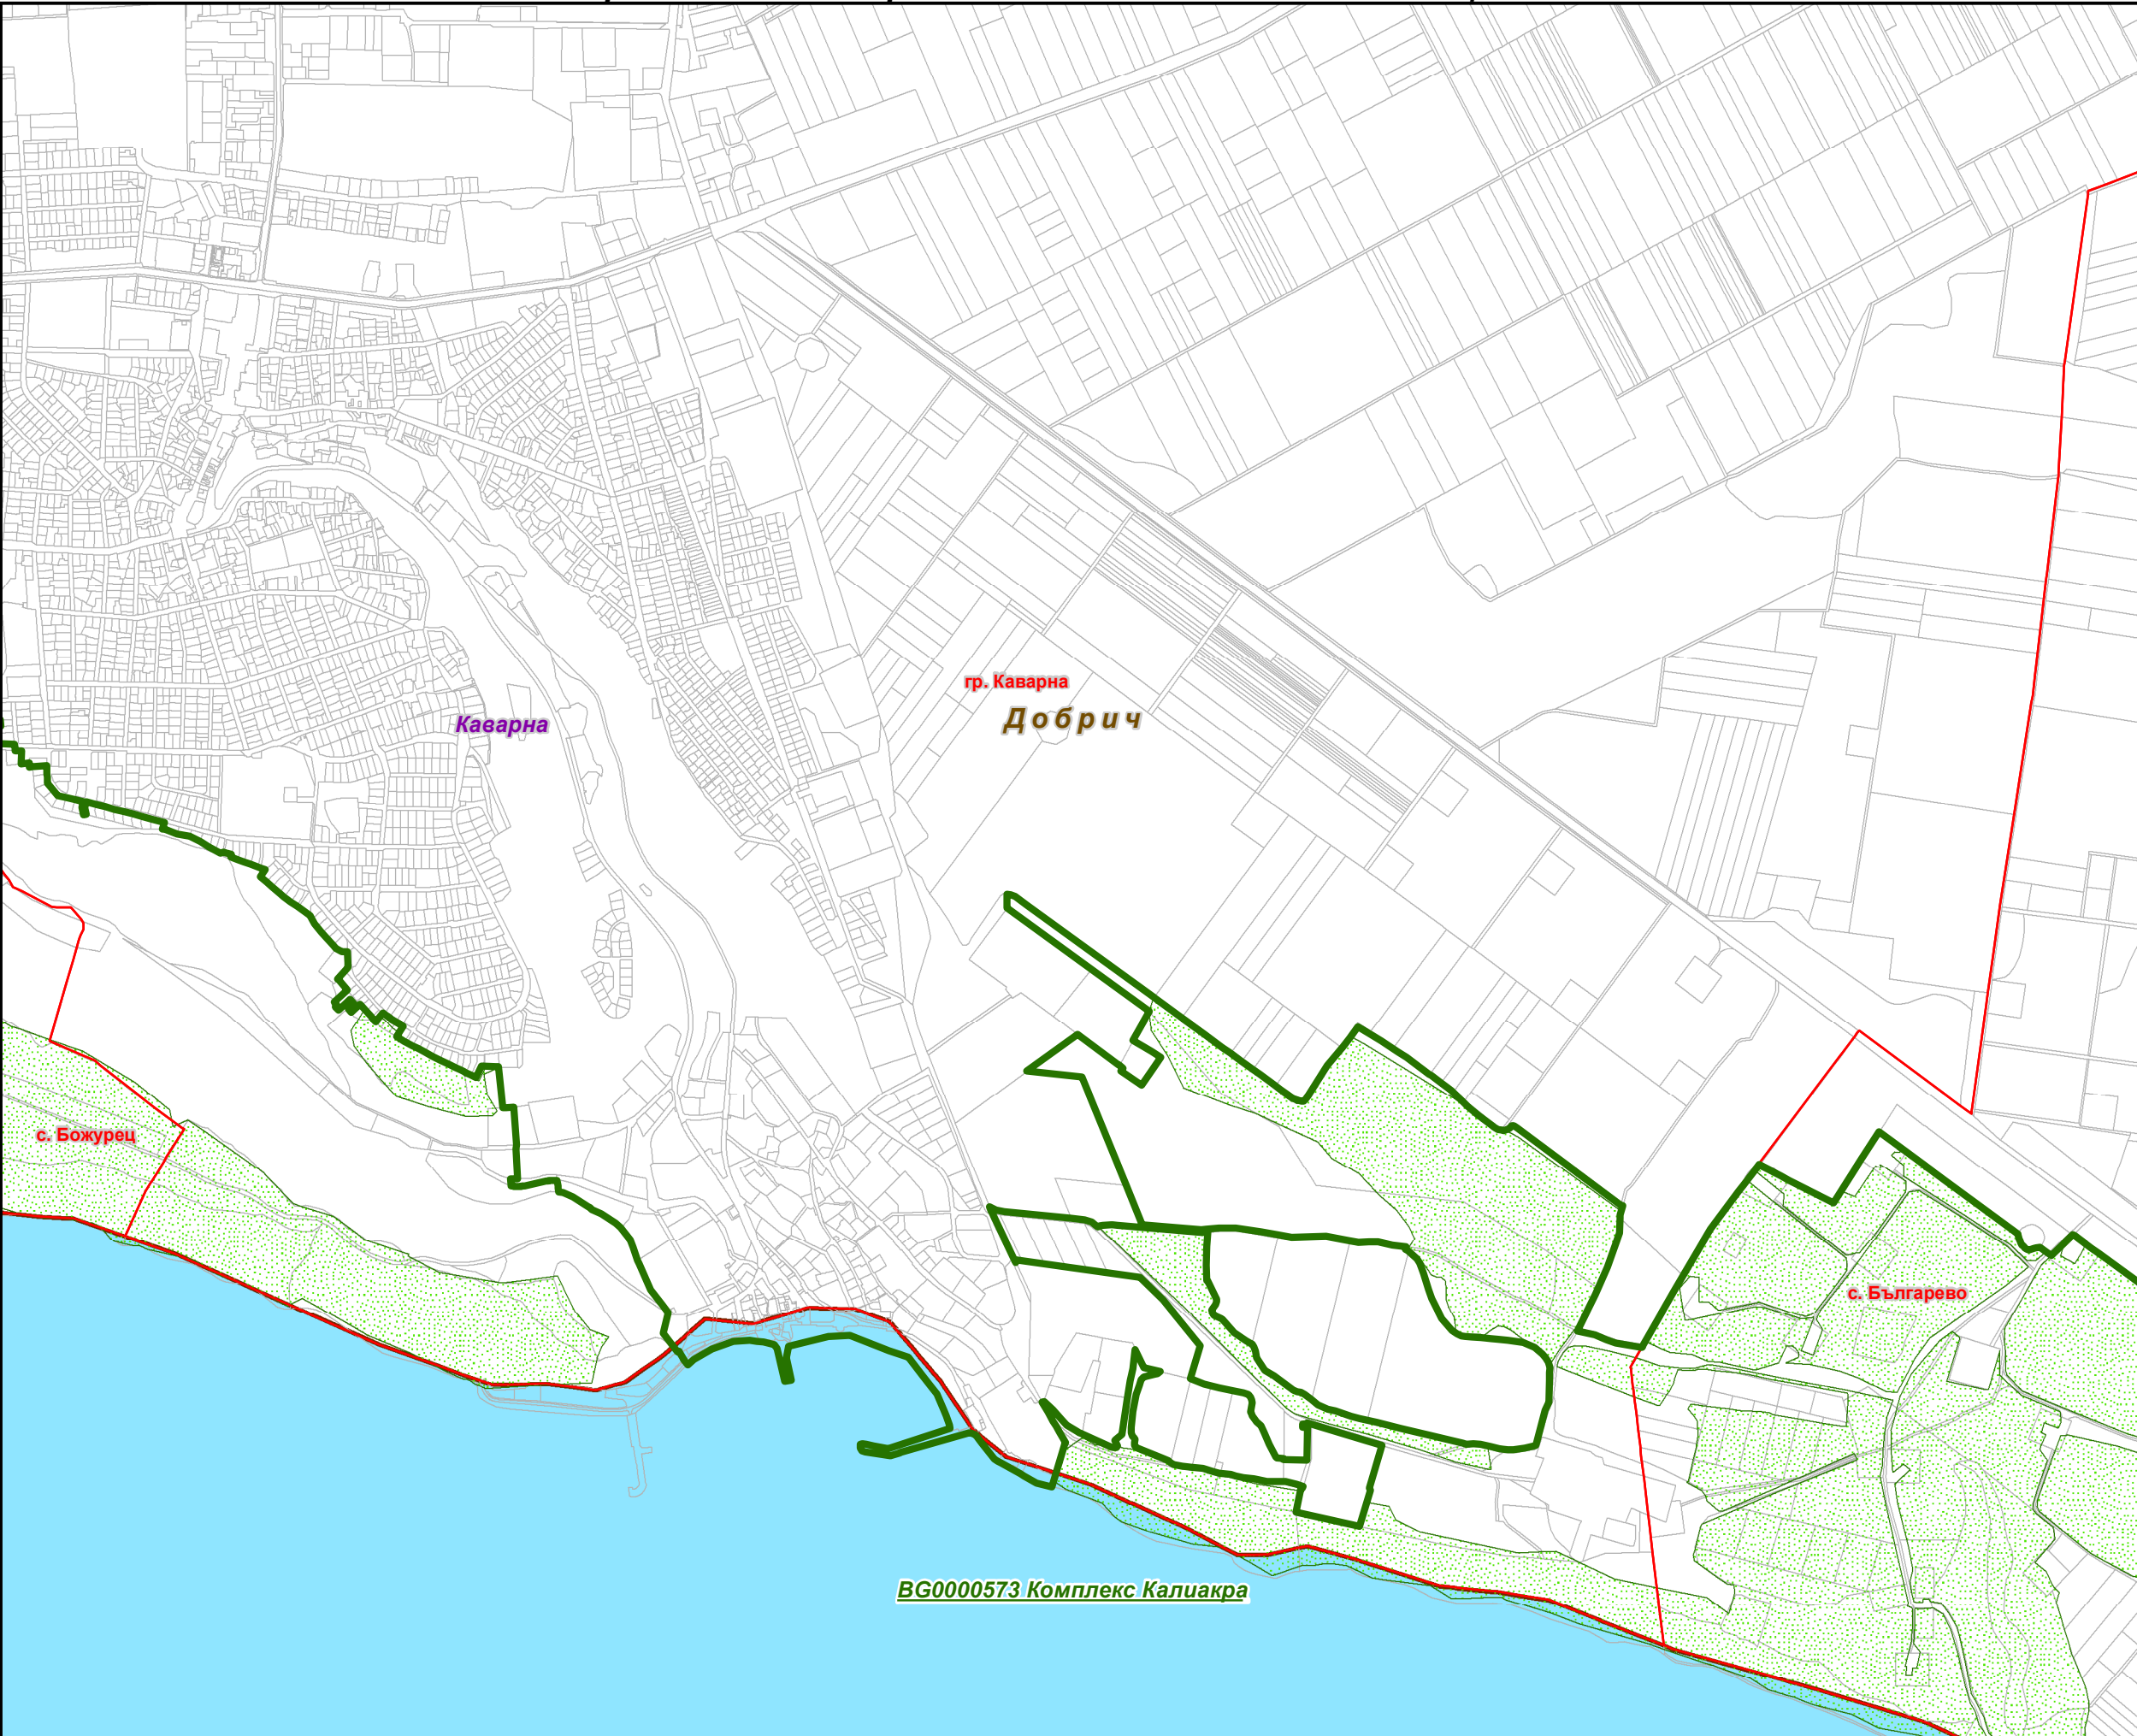 гр. Каварна
Добрич
Каварна
с. Божурец
с. Българево
BG0000573 Комплекс Калиакра